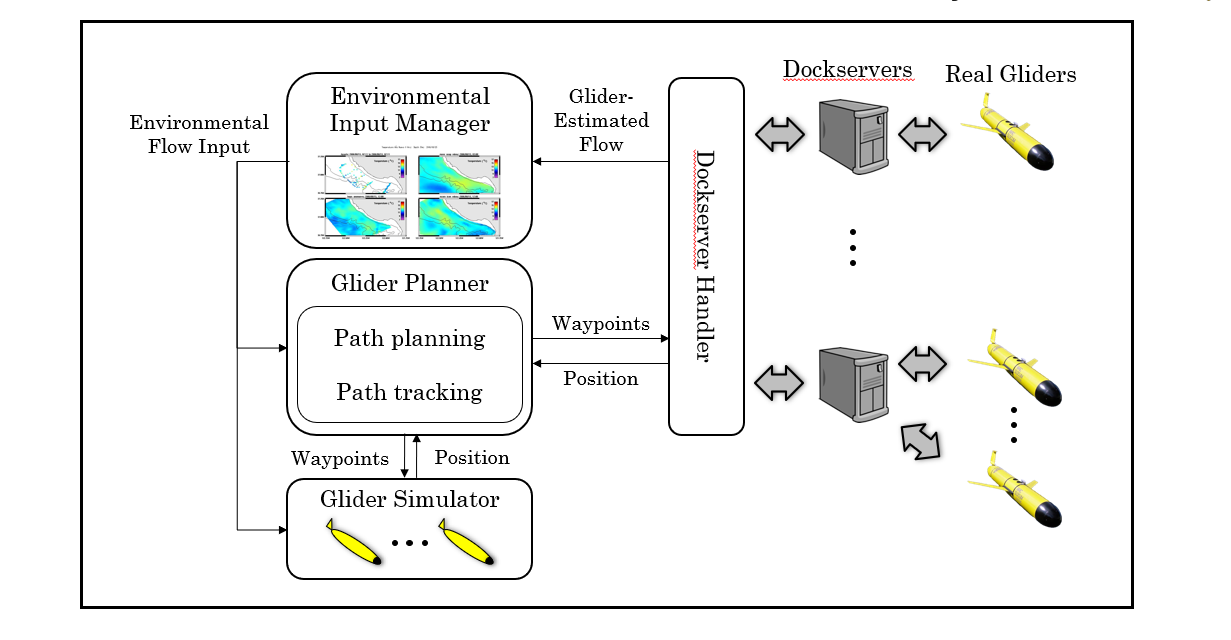 Dockservers
Real Gliders
Environmental
Input Manager
Glider-
Estimated
Flow
Environmental
Flow Input
Dockserver Handler
Glider Planner
Path planning
Path tracking
Waypoints
Position
Waypoints
Position
Glider Simulator